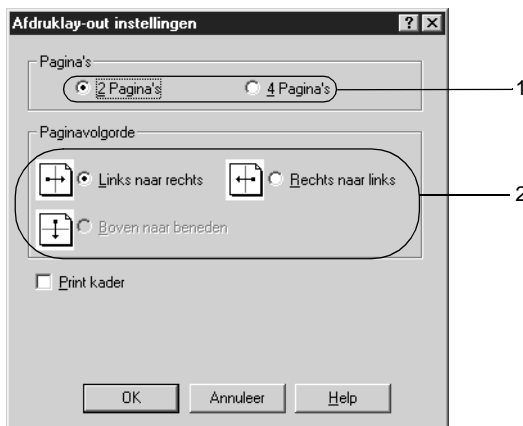 Afdruklay-out instellingen
Pagina's
2 Pagina's 4 Pagina's 1
Paginavolgorde
Links naar rechts Rechts naar links 2
Boven naar beneden
Print kader
OK Annuleer Help